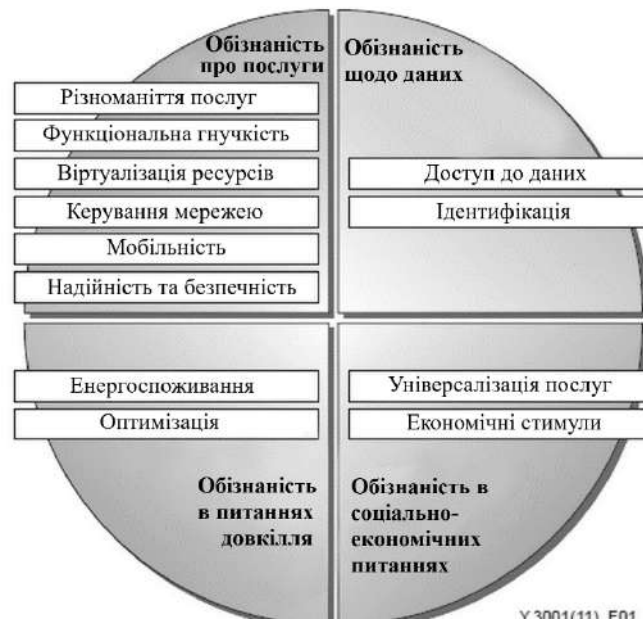 Обізнаність
про послуги
Різноманіття послуг
Функціональна гнучкість
Віртуалізація ресурсів
Керування мережею
Мобільність
Надійність та безпечність
Обізнаність
щодо даних
Доступ до даних
Ідентифікація
Енергоспоживання
Оптимізація
Обізнаність
в питаннях
довкілля
Універсалізація послуг
Економічні стимули
Обізнаність в
соціально-
економічних
питаннях
Y.3001(11)_F01